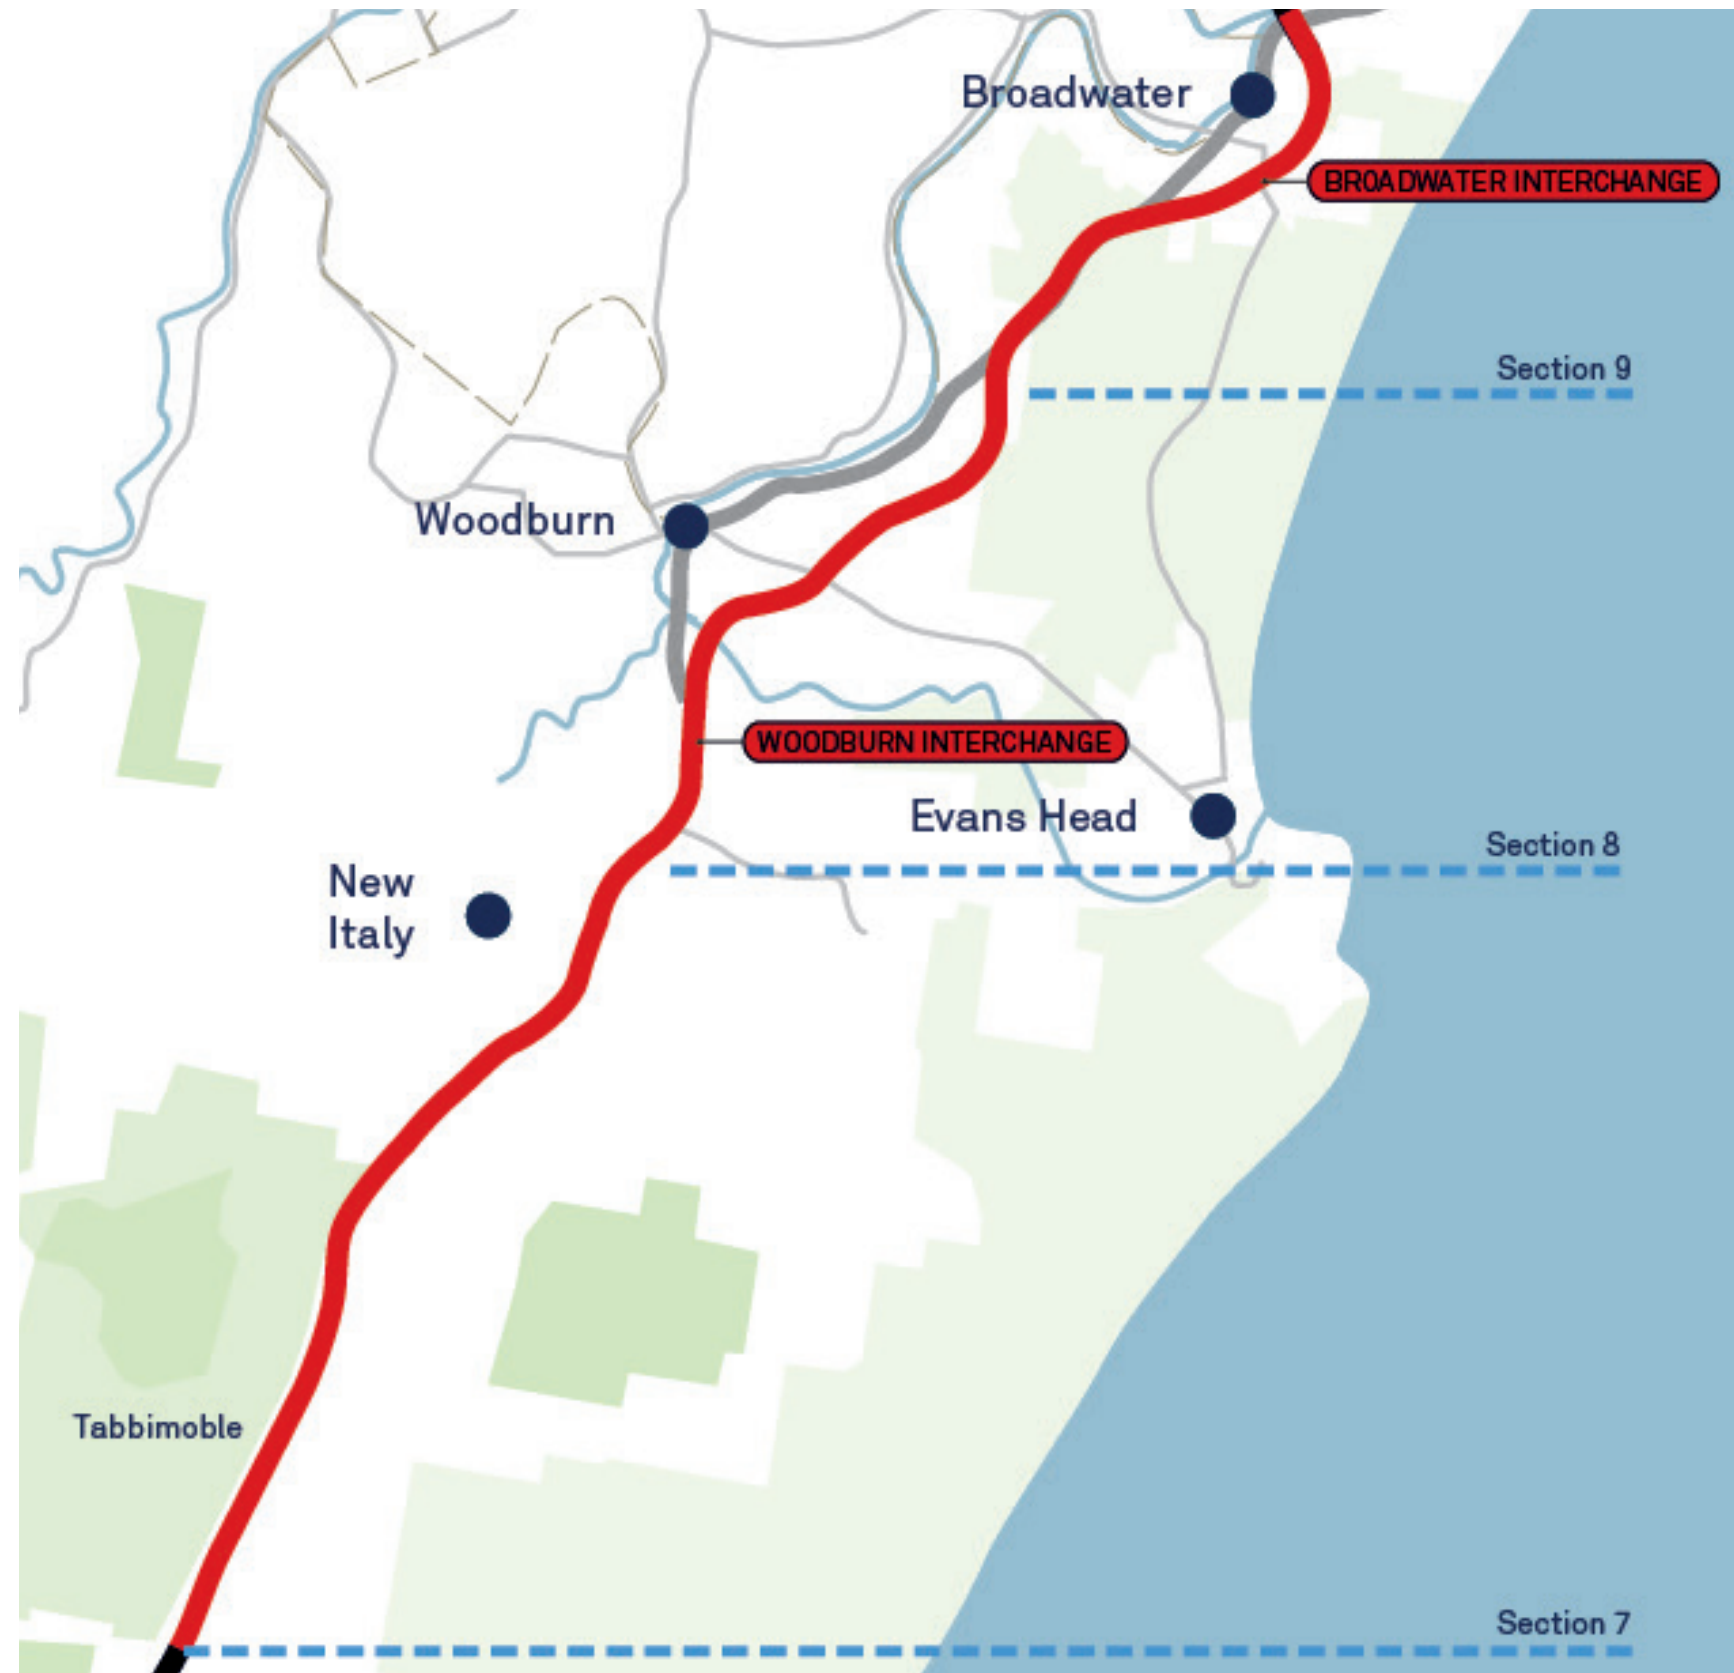 Broadwater
BROADWATER INTERCHANGE
Section 9
Woodburn
WOODBURN INTERCHANGE
Evans Head
Section 8
New
Italy
Tabbimoble
Section 7